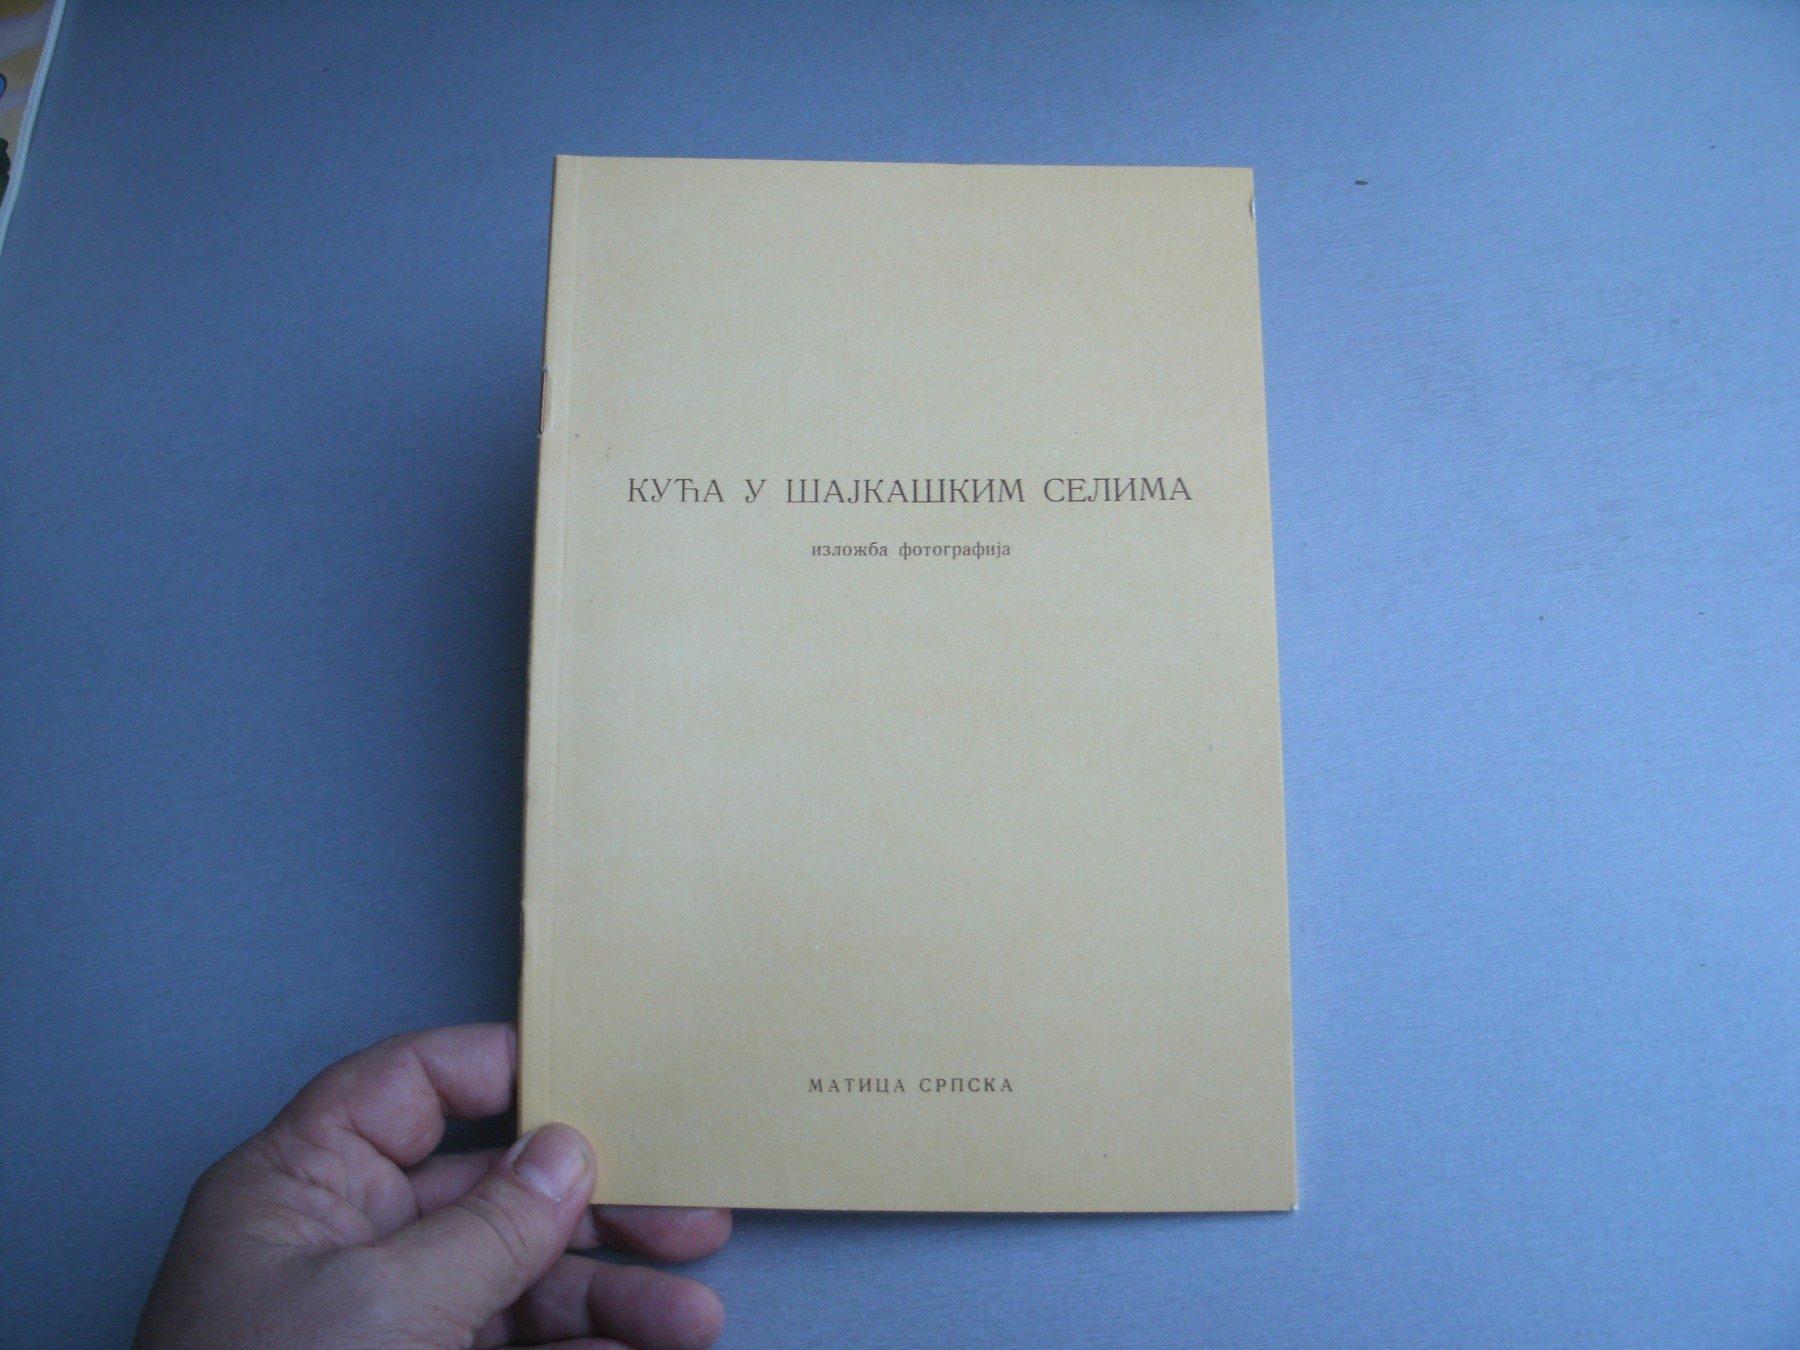 КУЋА У ШАЈКАШКИМ СЕЛИМА
изложба фотографија
МАТИЦА СРПСКА